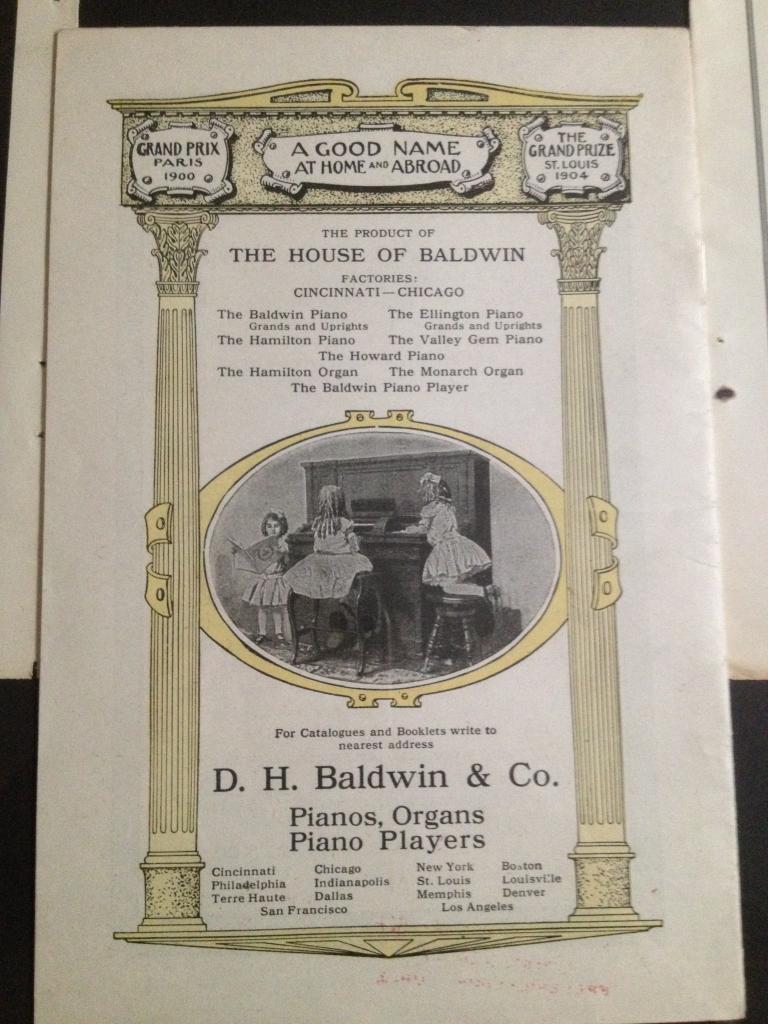 GRAND PRIX
PARIS
1900
A GOOD NAME
AT HOME AND ABROAD
THE
GRAND PRIZE
ST. LOUIS
1904
THE PRODUCT OF
THE HOUSE OF BALDWIN
FACTORIES:
CINCINNATI — CHICAGO
The Baldwin Piano The Ellington Piano
Grands and Uprights Grands and Uprights
The Hamilton Piano The Valley Gem Piano
The Howard Piano
The Hamilton Organ The Monarch Organ
The Baldwin Piano Player
For Catalogues and Booklets write to
nearest address
D. H. Baldwin & Co.
Pianos, Organs
Piano Players
Cincinnati Chicago New York Boston
Philadelphia Indianapolis St. Louis Louisville
Terre Haute Dallas Memphis Denver
San Francisco Los Angeles